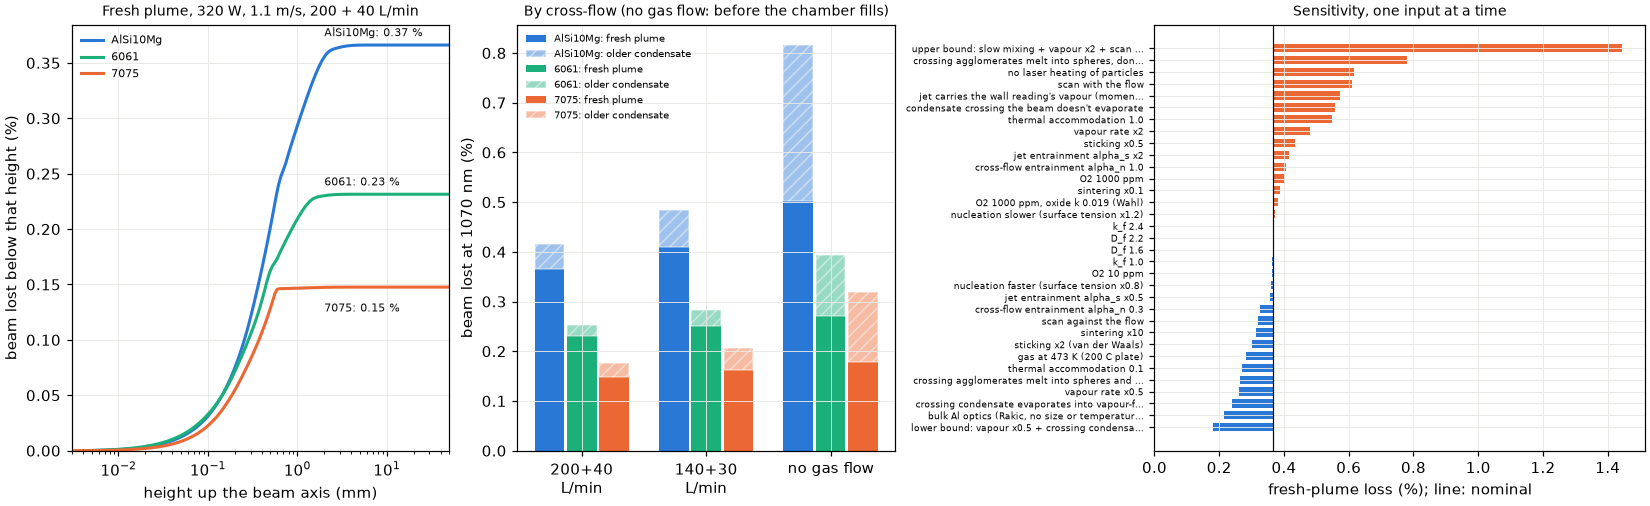 Fresh plume, 320 W, 1.1 m/s, 200 + 40 L/min
AlSi10Mg
6061
7075
AlSi10Mg: 0.37 %
6061: 0.23 %
7075: 0.15 %
beam lost below that height (%)
0.35
0.30
0.25
0.20
0.15
0.10
0.05
0.00
10⁻²
10⁻¹
10⁰
10¹
height up the beam axis (mm)
By cross-flow (no gas flow: before the chamber fills)
AlSi10Mg: fresh plume
AlSi10Mg: older condensate
6061: fresh plume
6061: older condensate
7075: fresh plume
7075: older condensate
beam lost at 1070 nm (%)
0.8
0.7
0.6
0.5
0.4
0.3
0.2
0.1
0.0
200+40
L/min
140+30
L/min
no gas flow
Sensitivity, one input at a time
upper bound: slow mixing + vapour x2 + scan ...
crossing agglomerates melt into spheres, don...
no laser heating of particles
scan with the flow
jet carries the wall reading's vapour (momen...
condensate crossing the beam doesn't evaporate
thermal accommodation 1.0
vapour rate x2
sticking x0.5
jet entrainment alpha_s x2
cross-flow entrainment alpha_n 1.0
O2 1000 ppm
sintering x0.1
O2 1000 ppm, oxide k 0.019 (Wahl)
nucleation slower (surface tension x1.2)
k_f 2.4
D_f 2.2
D_f 1.6
k_f 1.0
O2 10 ppm
nucleation faster (surface tension x0.8)
jet entrainment alpha_s x0.5
cross-flow entrainment alpha_n 0.3
scan against the flow
sintering x10
sticking x2 (van der Waals)
gas at 473 K (200 C plate)
thermal accommodation 0.1
crossing agglomerates melt into spheres and ...
vapour rate x0.5
crossing condensate evaporates into vapour-f...
bulk Al optics (Rakic, no size or temperatur...
lower bound: vapour x0.5 + crossing condensa...
0.0
0.2
0.4
0.6
0.8
1.0
1.2
1.4
fresh-plume loss (%); line: nominal